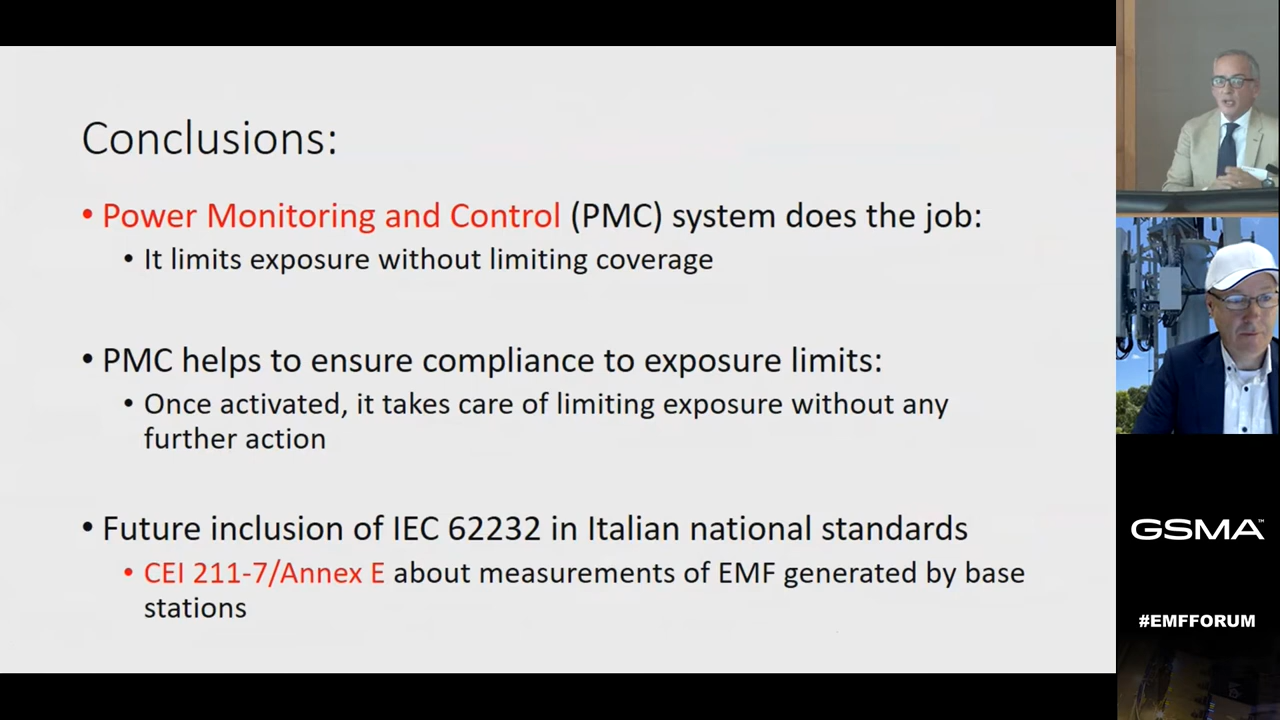 Conclusions:
• Power Monitoring and Control (PMC) system does the job:
• It limits exposure without limiting coverage
• PMC helps to ensure compliance to exposure limits:
• Once activated, it takes care of limiting exposure without any
further action
• Future inclusion of IEC 62232 in Italian national standards
• CEI 211-7/Annex E about measurements of EMF generated by base
stations
GSMA™
#EMFFORUM